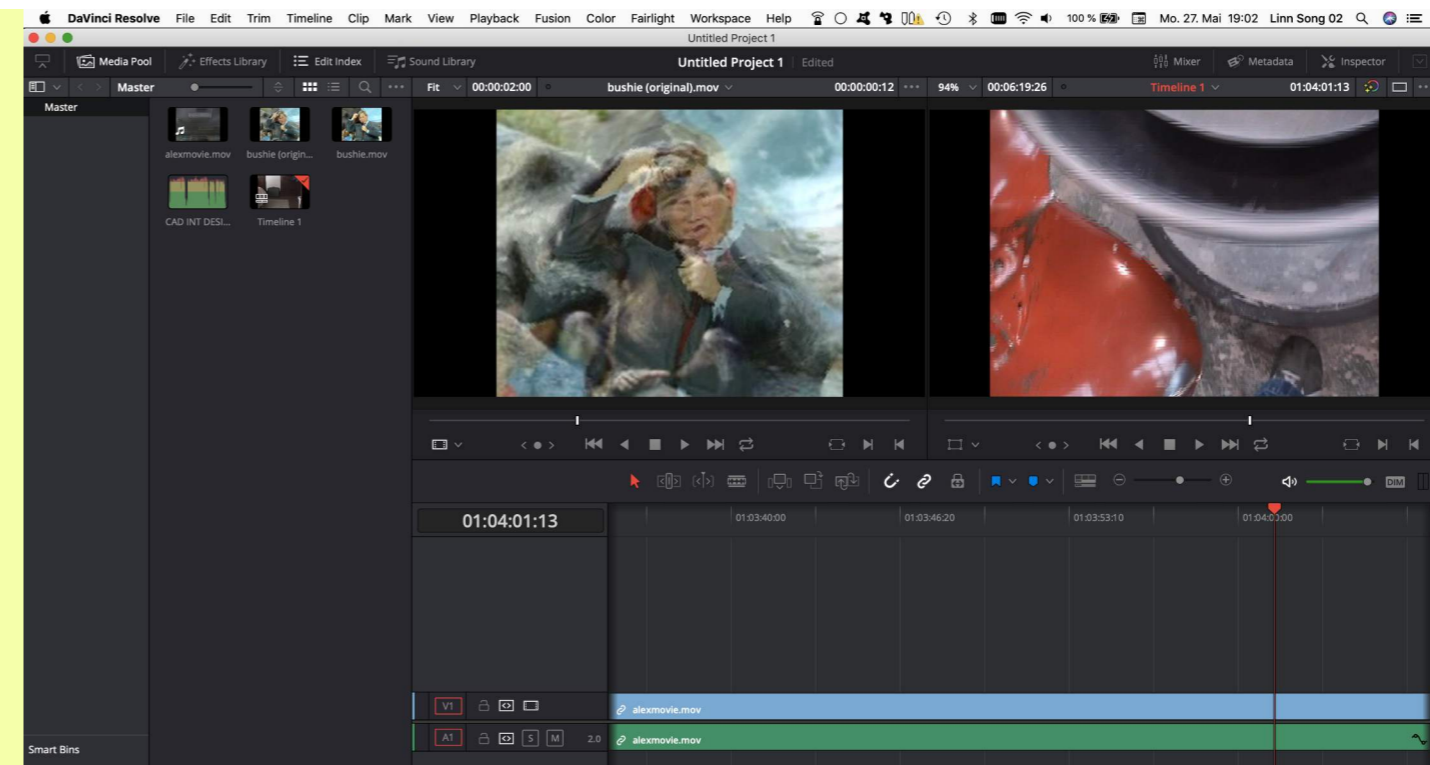 DaVinci Resolve File Edit Trim Timeline Clip Mark View Playback Fusion Color Fairlight Workspace Help 100 % Mo. 27. Mai 19:02 Linn Song 02
Untitled Project 1
Media Pool Effects Library Edit Index Sound Library Untitled Project 1 Edited Mixer Metadata Inspector
Master Fit 00:00:02:00 bushie (original).mov 00:00:00:12 94% 00:06:19:26 Timeline 1 01:04:01:13
Master
alexmovie.mov bushie (origin... bushie.mov
CAD INT DESI... Timeline 1
DIM
01:04:01:13 01:03:40:00 01:03:46:20 01:03:53:10
V1 alexmovie.mov
A1 S M 2.0 alexmovie.mov
Smart Bins